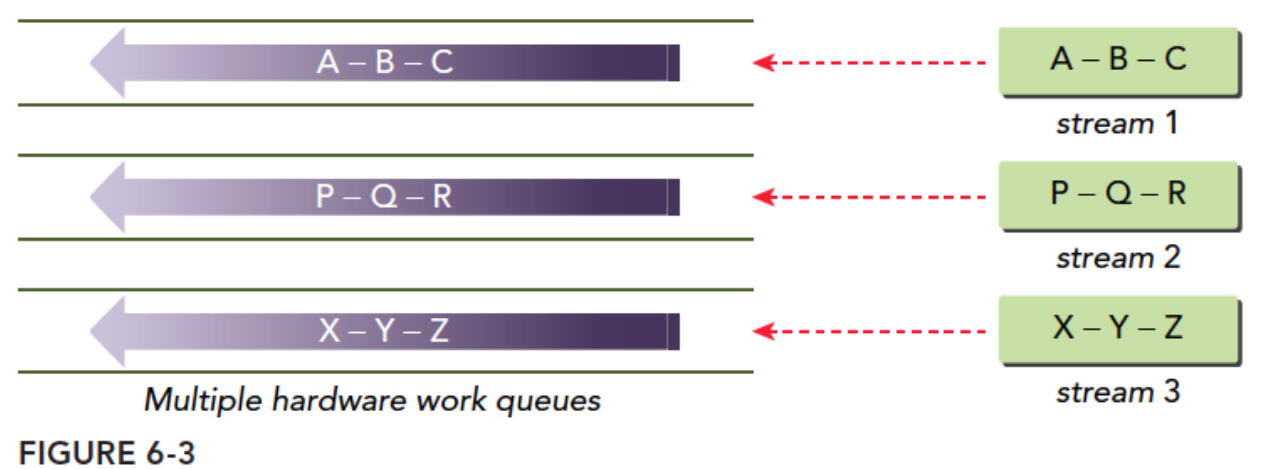 A – B – C
A – B – C
stream 1
P – Q – R
P – Q – R
stream 2
X – Y – Z
X – Y – Z
stream 3
Multiple hardware work queues
FIGURE 6-3